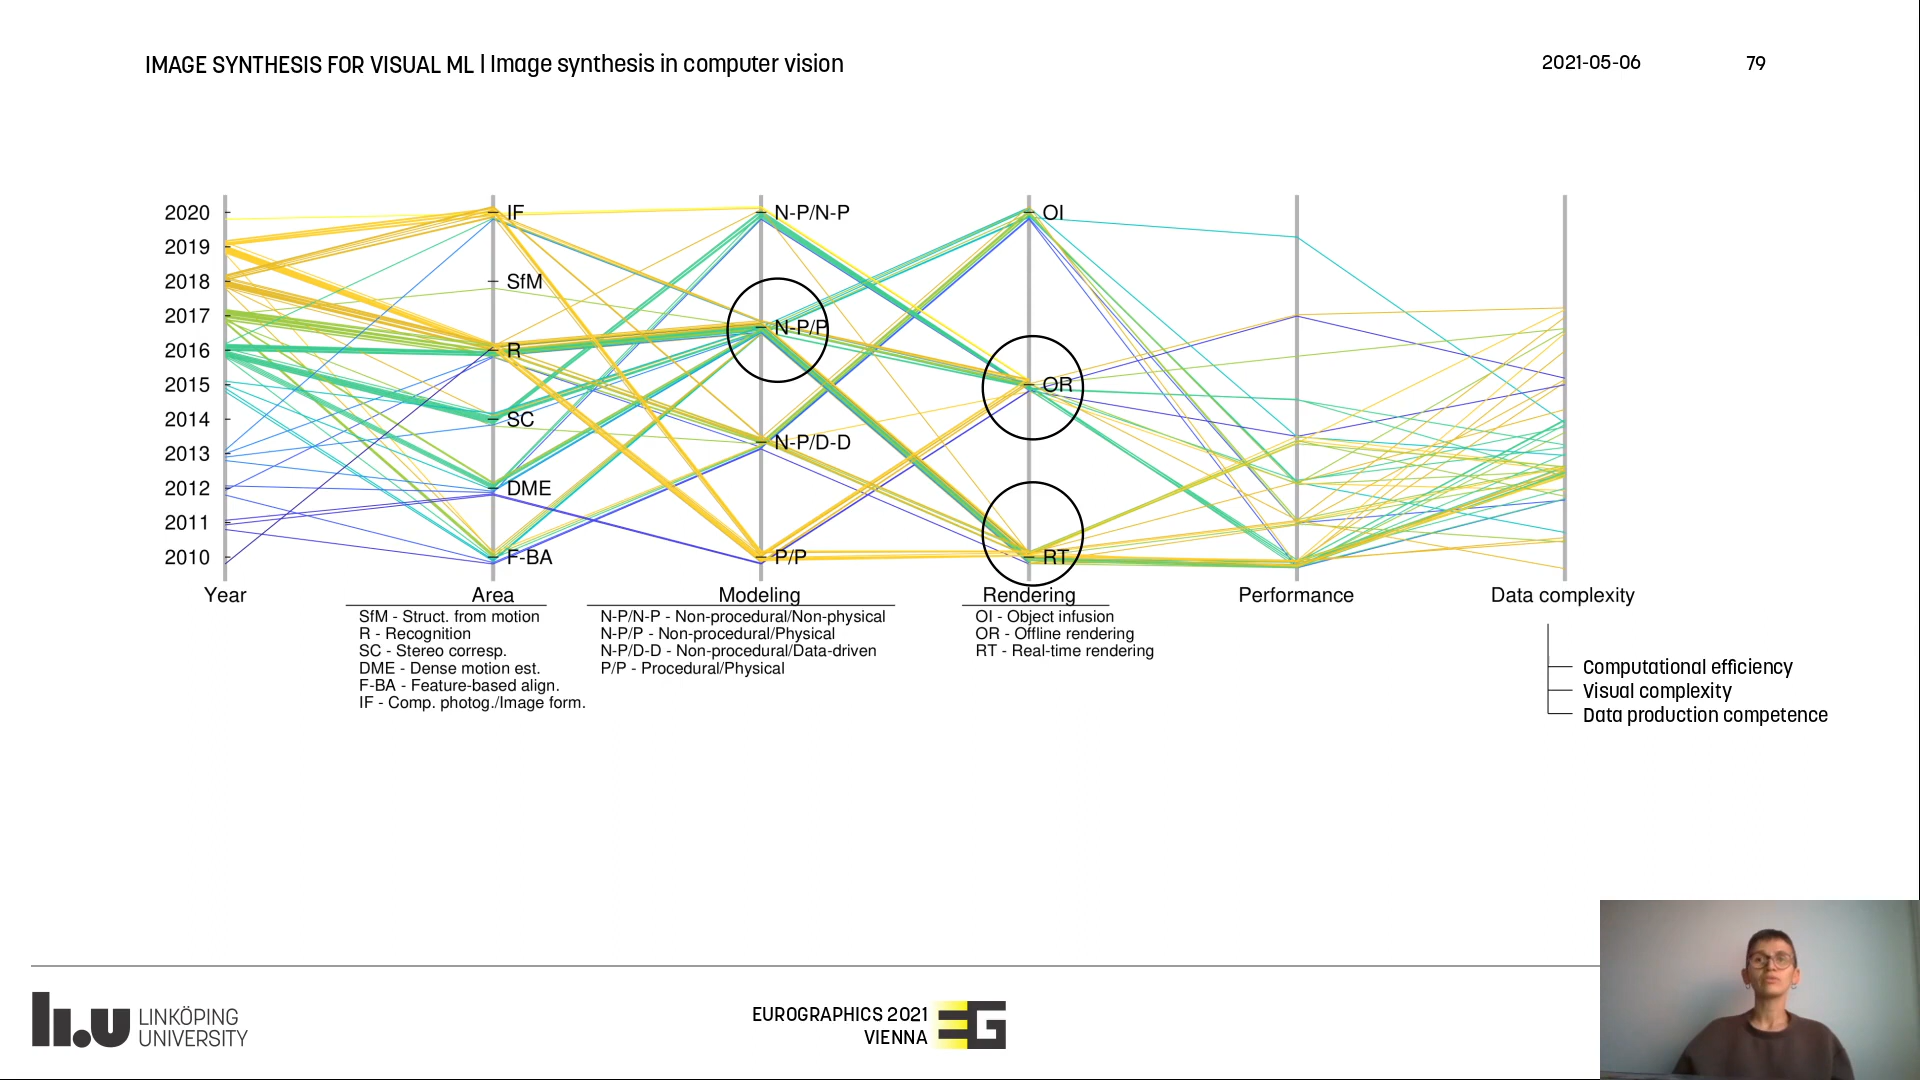 IMAGE SYNTHESIS FOR VISUAL ML | Image synthesis in computer vision
2021-05-06
79
2020
2019
2018
2017
2016
2015
2014
2013
2012
2011
2010
Year
IF
SfM
R
SC
DME
F-BA
Area
SfM - Struct. from motion
R - Recognition
SC - Stereo corresp.
DME - Dense motion est.
F-BA - Feature-based align.
IF - Comp. photog./Image form.
N-P/N-P
N-P/P
N-P/D-D
P/P
Modeling
N-P/N-P - Non-procedural/Non-physical
N-P/P - Non-procedural/Physical
N-P/D-D - Non-procedural/Data-driven
P/P - Procedural/Physical
OI
OR
RT
Rendering
OI - Object infusion
OR - Offline rendering
RT - Real-time rendering
Performance
Data complexity
Computational efficiency
Visual complexity
Data production competence
li.u
LINKÖPING
UNIVERSITY
EUROGRAPHICS 2021
VIENNA
EG